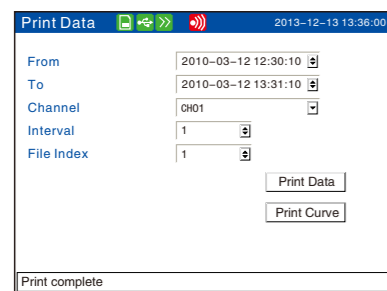 Print Data 2013-12-13 13:36:00
From 2010-03-12 12:30:10
To 2010-03-12 13:31:10
Channel CH01
Interval 1
File Index 1
Print Data
Print Curve
Print complete